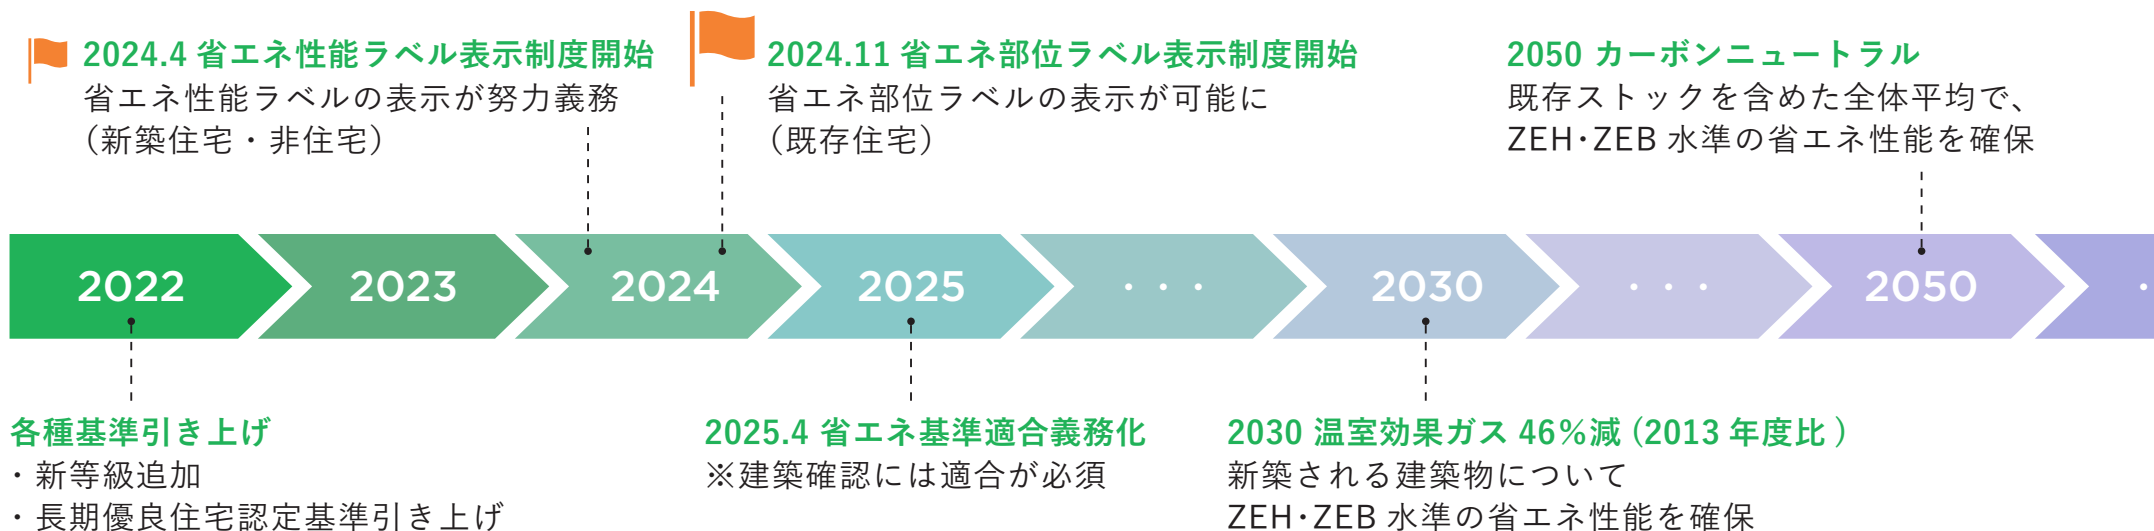 2024.4 省エネ性能ラベル表示制度開始
省エネ性能ラベルの表示が努力義務
（新築住宅・非住宅）
2024.11 省エネ部位ラベル表示制度開始
省エネ部位ラベルの表示が可能に
（既存住宅）
2050 カーボンニュートラル
既存ストックを含めた全体平均で、
ZEH・ZEB 水準の省エネ性能を確保
2022
2023
2024
2025
・・・
2030
・・・
2050
・
各種基準引き上げ
・新等級追加
・長期優良住宅認定基準引き上げ
2025.4 省エネ基準適合義務化
※建築確認には適合が必須
2030 温室効果ガス 46%減 (2013 年度比 )
新築される建築物について
ZEH・ZEB 水準の省エネ性能を確保